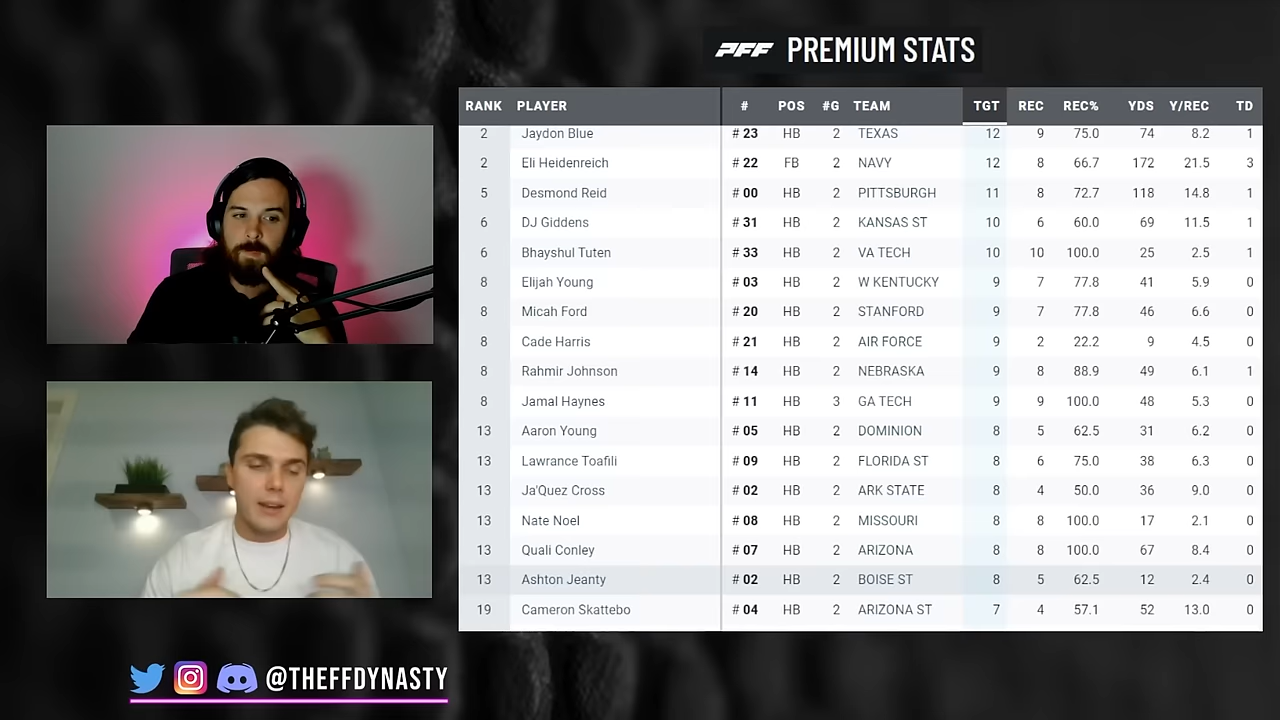 PFF PREMIUM STATS
RANK PLAYER # POS #G TEAM TGT REC REC% YDS Y/REC TD
2 Jaydon Blue # 23 HB 2 TEXAS 12 9 75.0 74 8.2 1
2 Eli Heidenreich # 22 FB 2 NAVY 12 8 66.7 172 21.5 3
5 Desmond Reid # 00 HB 2 PITTSBURGH 11 8 72.7 118 14.8 1
6 DJ Giddens # 31 HB 2 KANSAS ST 10 6 60.0 69 11.5 1
6 Bhayshul Tuten # 33 HB 2 VA TECH 10 10 100.0 25 2.5 1
8 Elijah Young # 03 HB 2 W KENTUCKY 9 7 77.8 41 5.9 0
8 Micah Ford # 20 HB 2 STANFORD 9 7 77.8 46 6.6 0
8 Cade Harris # 21 HB 2 AIR FORCE 9 2 22.2 9 4.5 0
8 Rahmir Johnson # 14 HB 2 NEBRASKA 9 8 88.9 49 6.1 1
8 Jamal Haynes # 11 HB 3 GA TECH 9 9 100.0 48 5.3 0
13 Aaron Young # 05 HB 2 DOMINION 8 5 62.5 31 6.2 0
13 Lawrance Toafili # 09 HB 2 FLORIDA ST 8 6 75.0 38 6.3 0
13 Ja'Quez Cross # 02 HB 2 ARK STATE 8 4 50.0 36 9.0 0
13 Nate Noel # 08 HB 2 MISSOURI 8 8 100.0 17 2.1 0
13 Quali Conley # 07 HB 2 ARIZONA 8 8 100.0 67 8.4 0
13 Ashton Jeanty # 02 HB 2 BOISE ST 8 5 62.5 12 2.4 0
19 Cameron Skattebo # 04 HB 2 ARIZONA ST 7 4 57.1 52 13.0 0
@THEFFDYNASTY